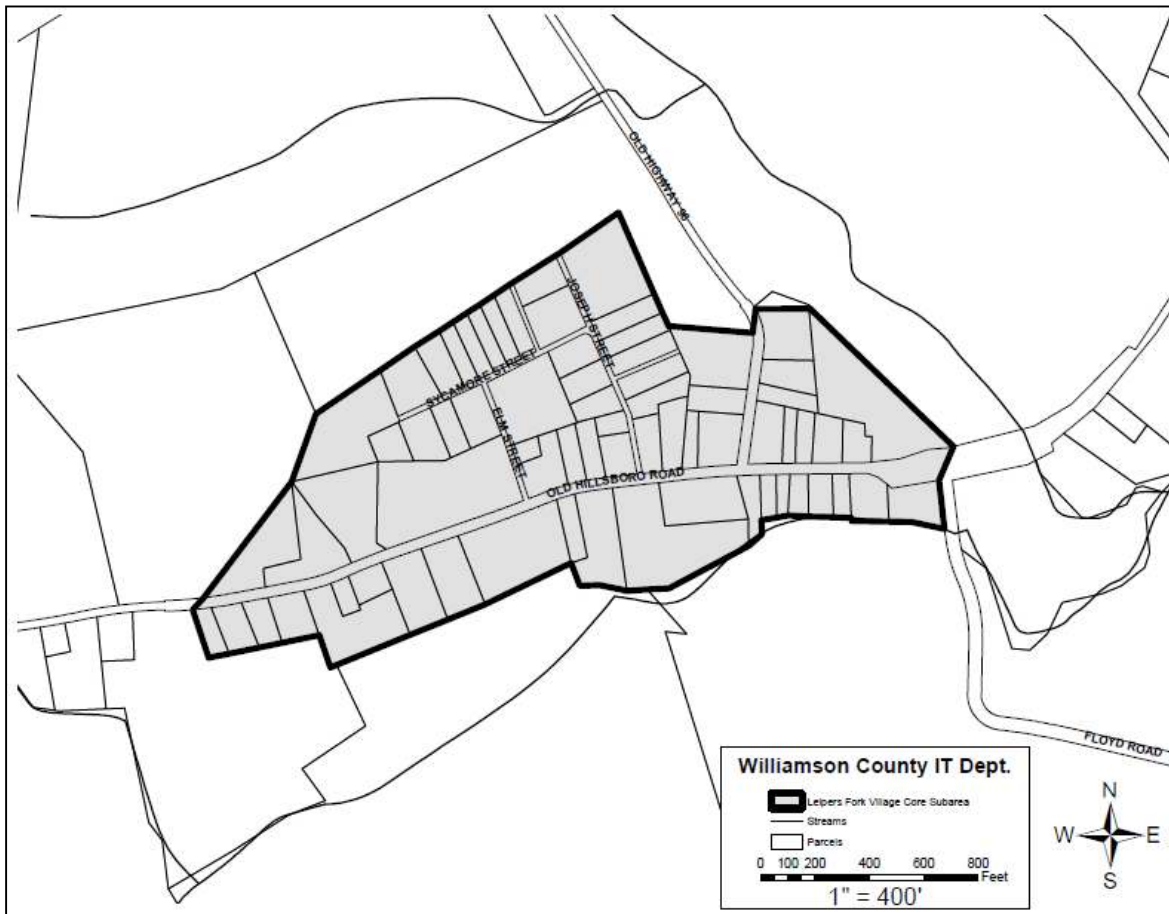 OLD HIGHWAY 96
JOSEPH STREET
SYCAMORE STREET
ELM STREET
OLD HILLSBORO ROAD
FLOYD ROAD
Williamson County IT Dept.
Leipers Fork Village Core Subarea
Streams
Parcels
0 100 200 400 600 800
Feet
1" = 400'
N
W E
S